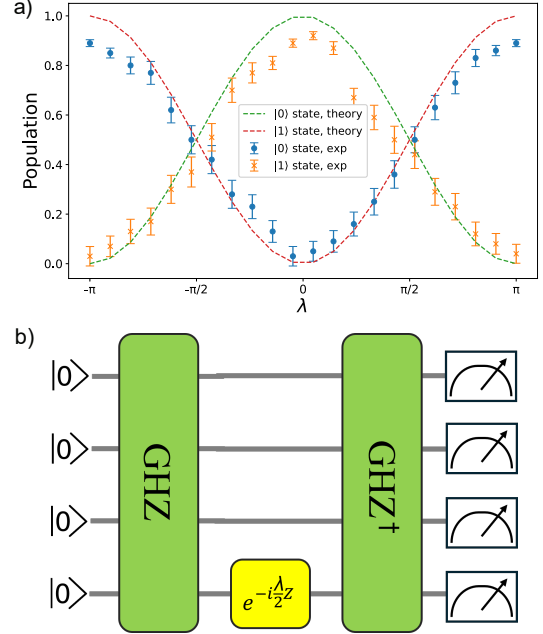 a)
Population
1.0
0.8
0.6
0.4
0.2
0.0
|0⟩ state, theory
|1⟩ state, theory
|0⟩ state, exp
|1⟩ state, exp
-π
-π/2
0
π/2
π
λ
b)
|0⟩
|0⟩
|0⟩
|0⟩
GHZ
e^{-i\frac{λ}{2}Z}
GHZ†